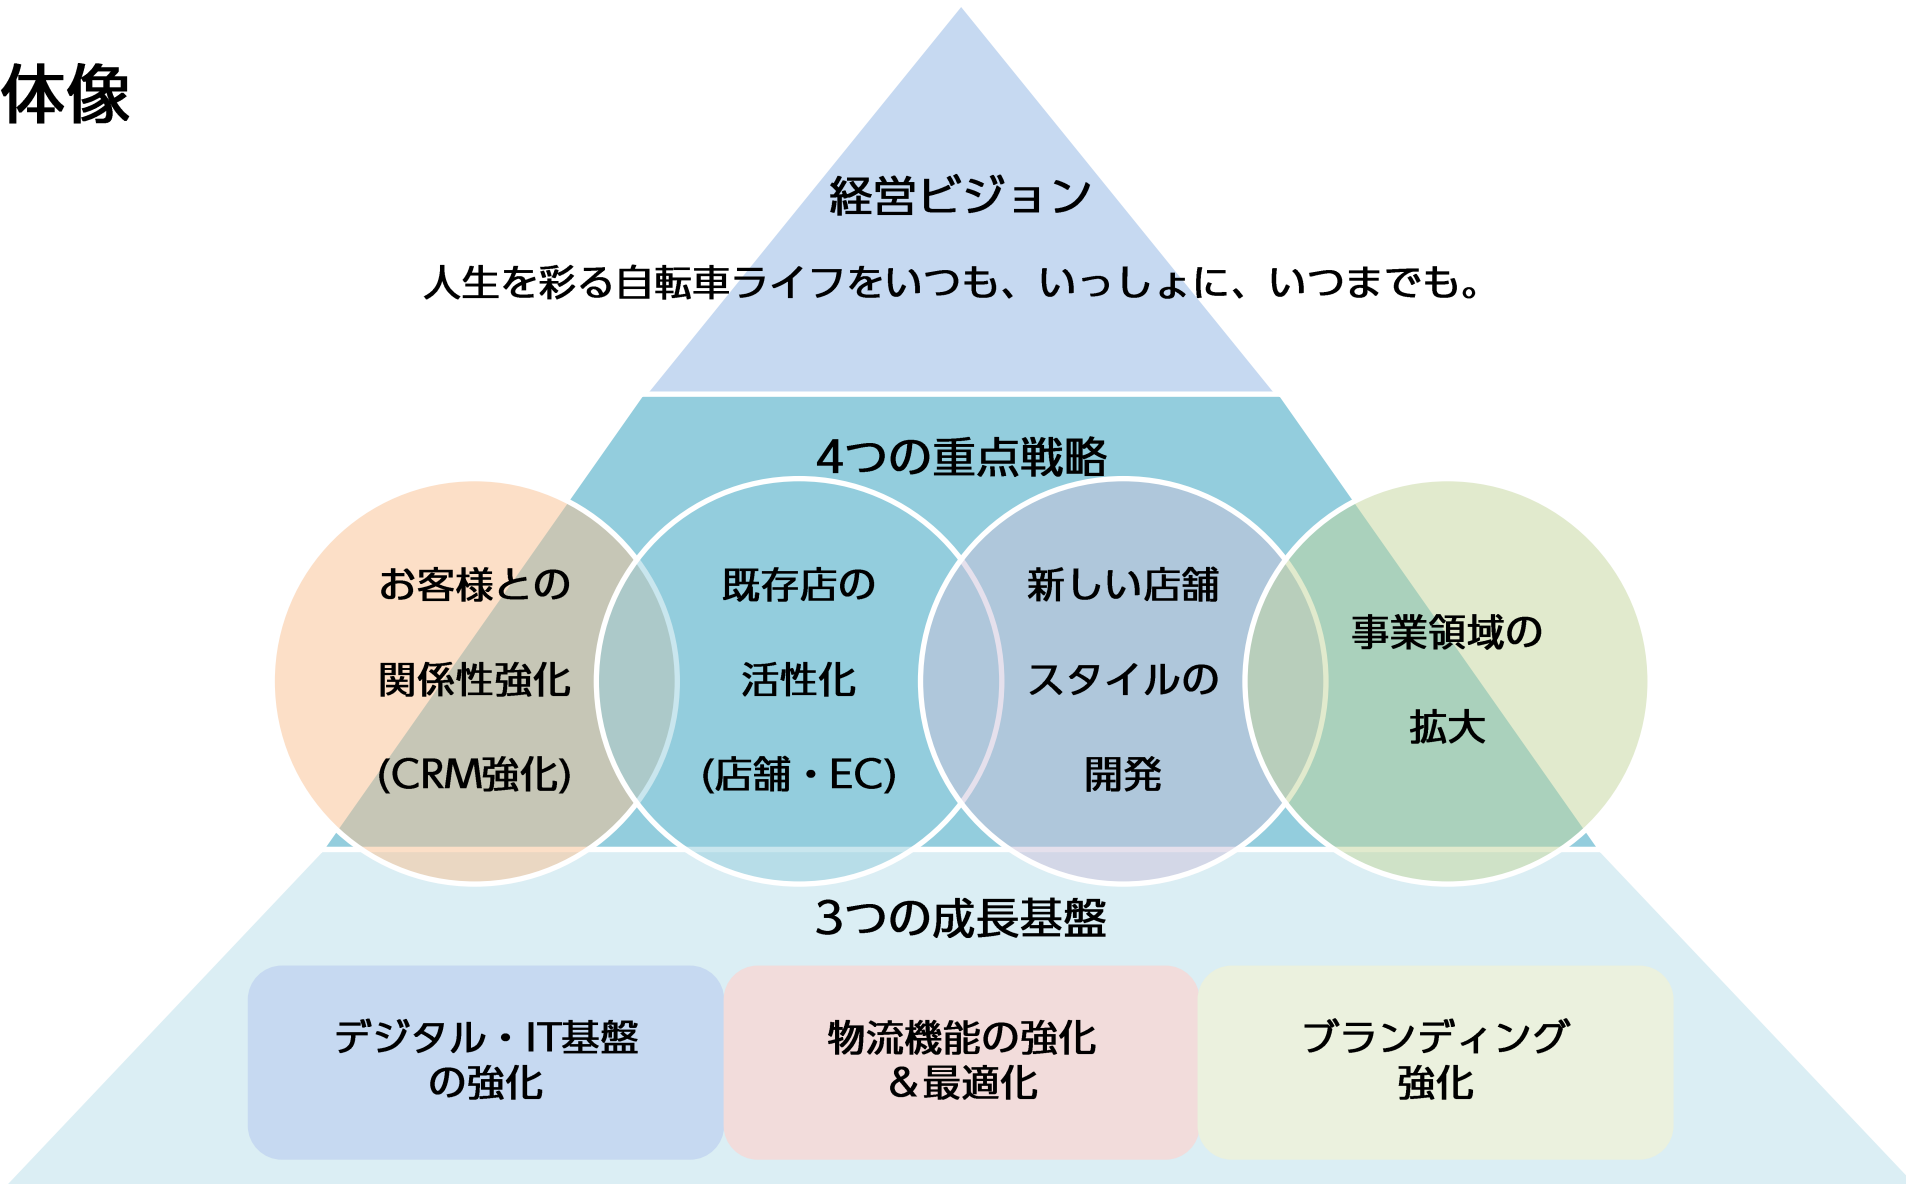 体像
経営ビジョン
人生を彩る自転車ライフをいつも、いっしょに、いつまでも。
4つの重点戦略
お客様との
関係性強化
(CRM強化)
既存店の
活性化
(店舗・EC)
新しい店舗
スタイルの
開発
事業領域の
拡大
3つの成長基盤
デジタル・IT基盤
の強化
物流機能の強化
＆最適化
ブランディング
強化